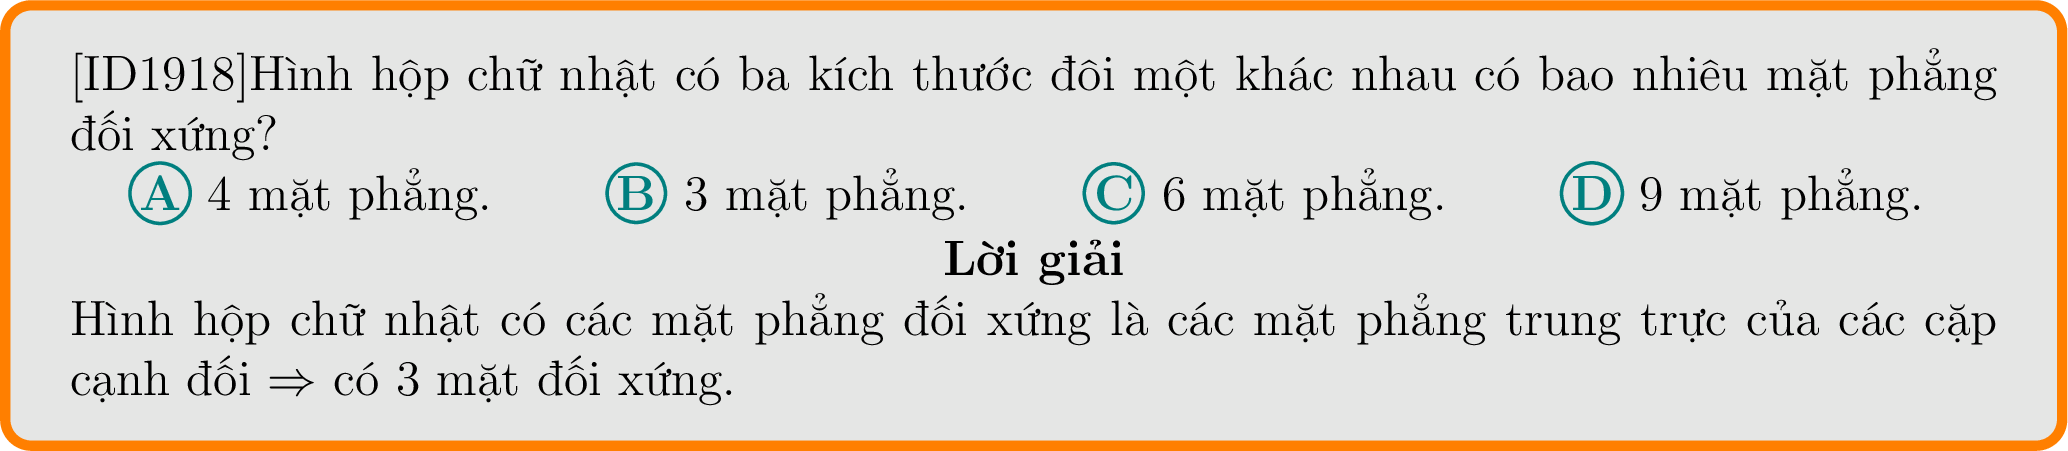 [ID1918]Hình hộp chữ nhật có ba kích thước đôi một khác nhau có bao nhiêu mặt phẳng
đối xứng?
A 4 mặt phẳng. B 3 mặt phẳng. C 6 mặt phẳng. D 9 mặt phẳng.
Lời giải
Hình hộp chữ nhật có các mặt phẳng đối xứng là các mặt phẳng trung trực của các cặp
cạnh đối ⇒ có 3 mặt đối xứng.